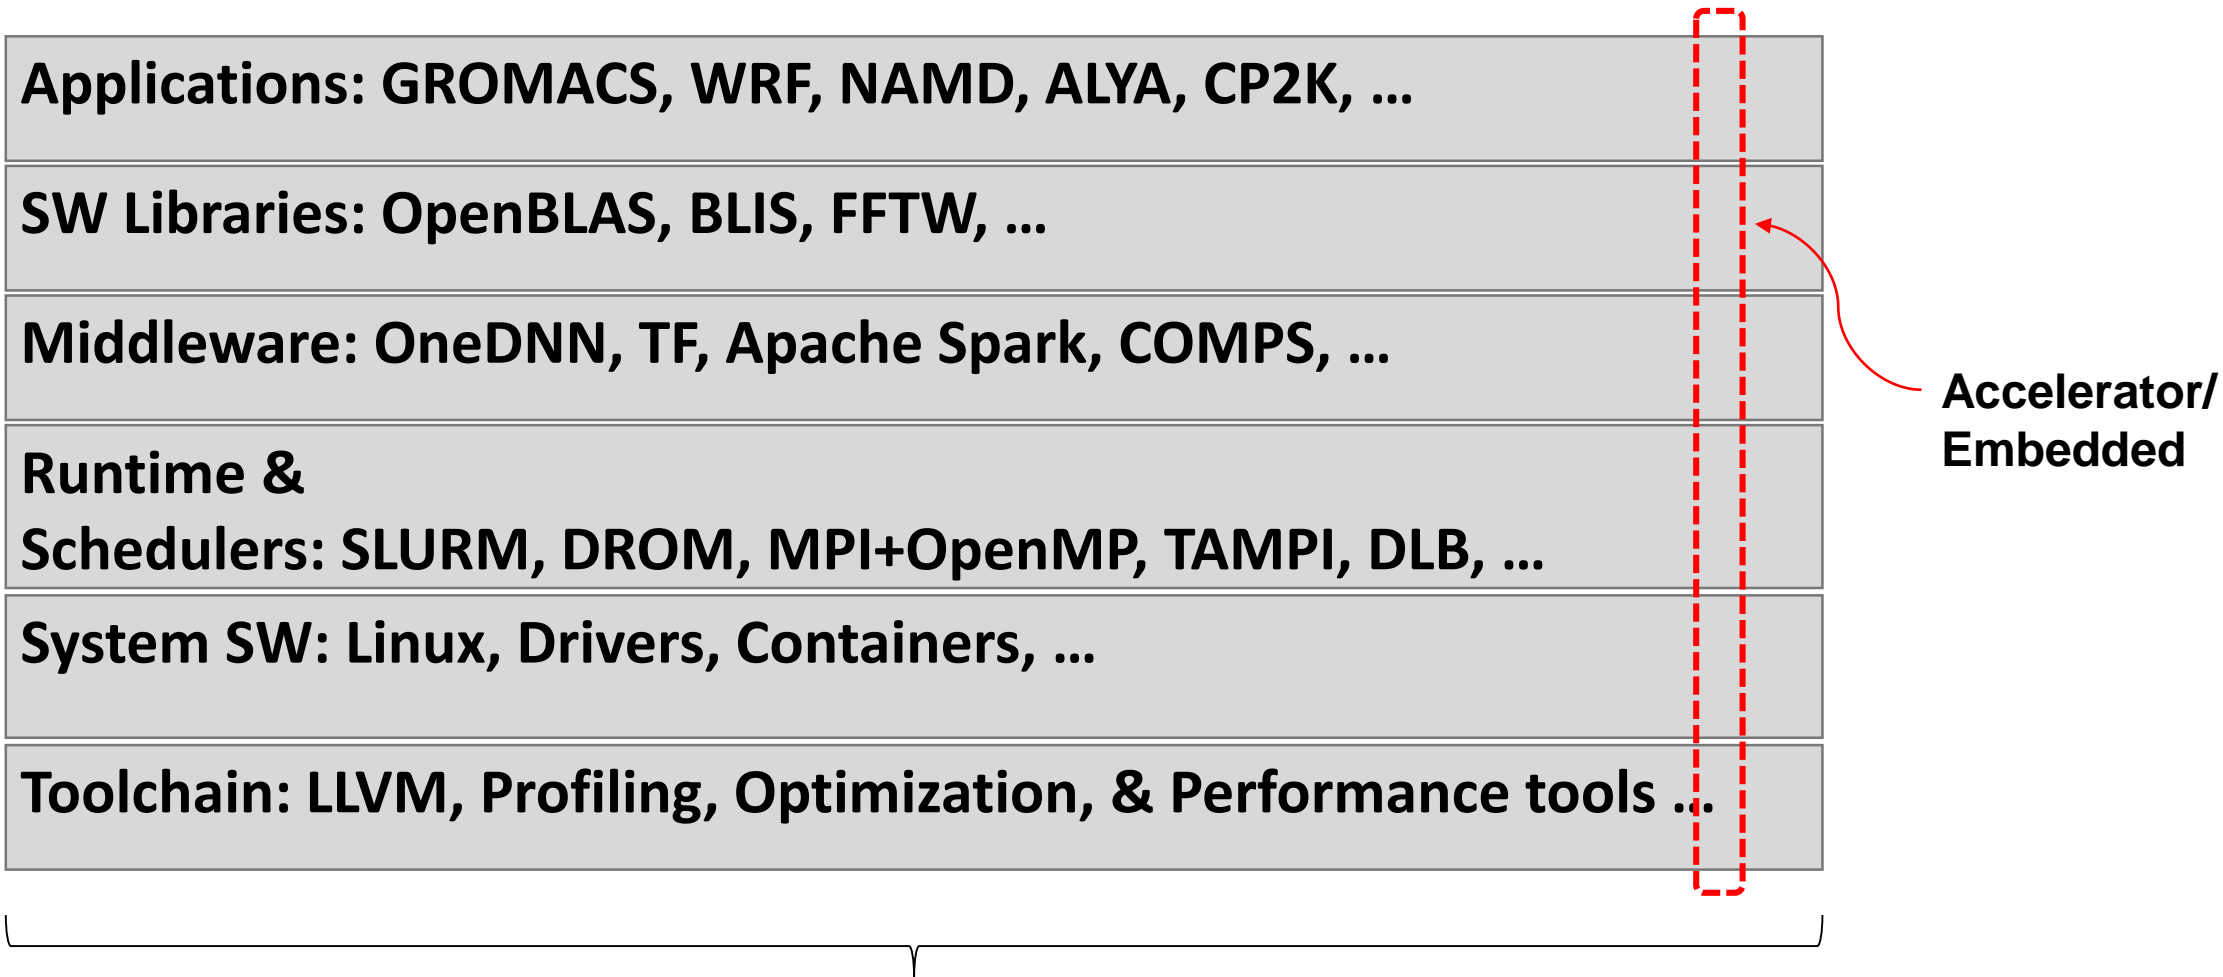 Applications: GROMACS, WRF, NAMD, ALYA, CP2K, …
SW Libraries: OpenBLAS, BLIS, FFTW, …
Middleware: OneDNN, TF, Apache Spark, COMPS, …
Accelerator/
Embedded
Runtime &
Schedulers: SLURM, DROM, MPI+OpenMP, TAMPI, DLB, …
System SW: Linux, Drivers, Containers, …
Toolchain: LLVM, Profiling, Optimization, & Performance tools …